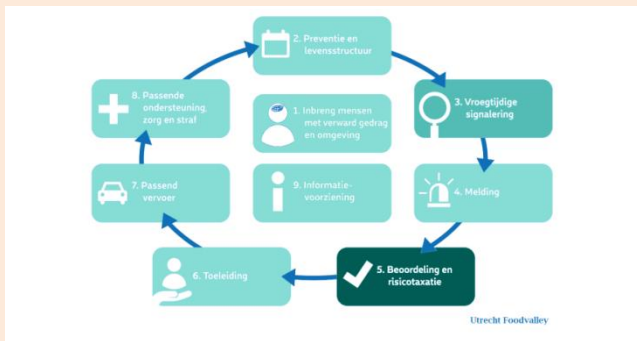 2. Preventie en
levensstructuur
8. Passende
ondersteuning,
zorg en straf
1. Inbreng mensen
met verward gedrag
en omgeving
3. Vroegtijdige
signalering
7. Passend
vervoer
9. Informatie-
voorziening
4. Melding
6. Toeleiding
5. Beoordeling en
risicotaxatie
Utrecht Foodvalley